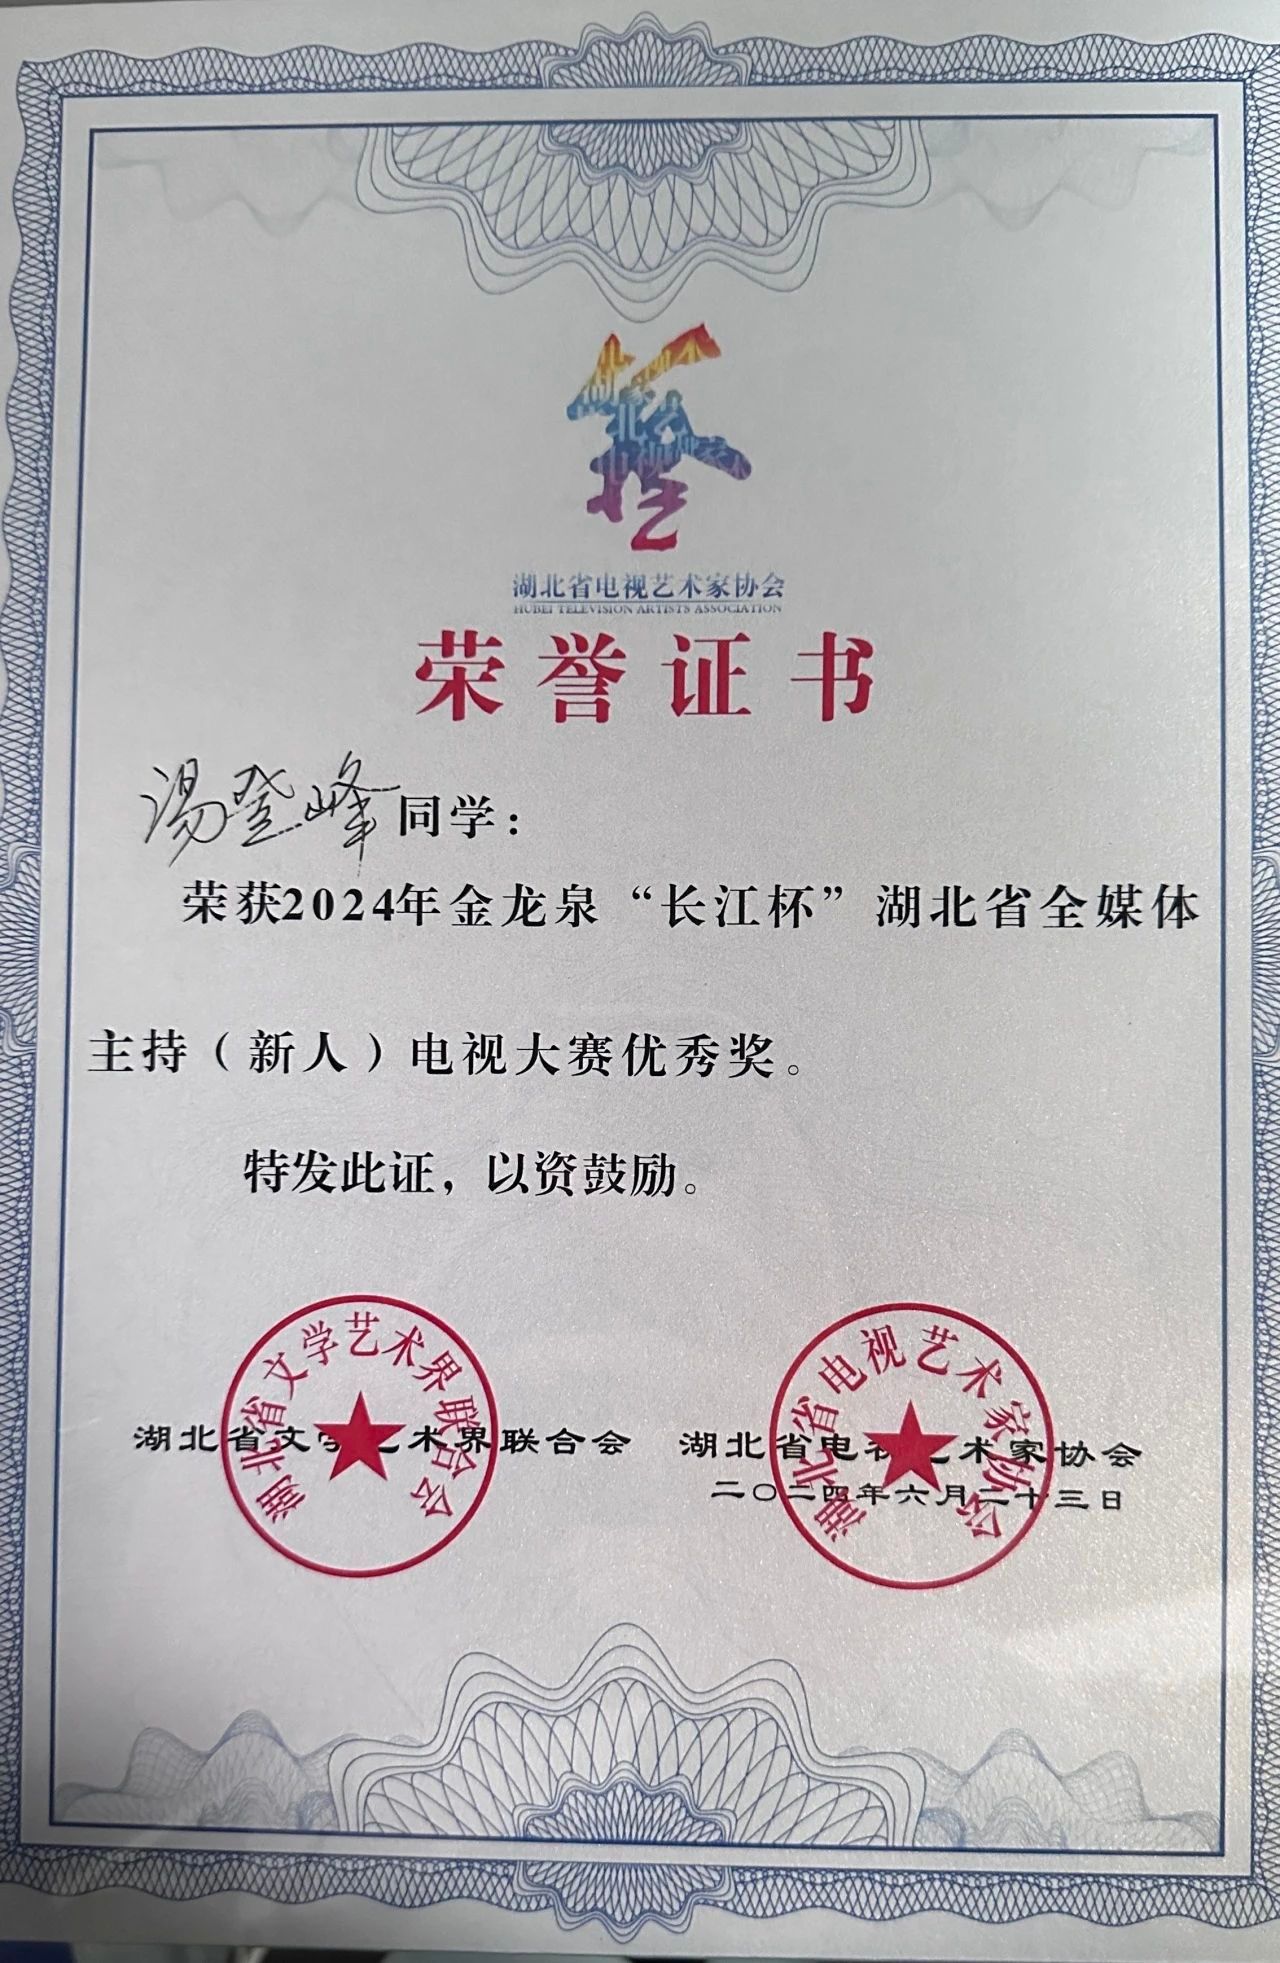 湖北省电视艺术家协会
HUBEI TELEVISION ARTISTS ASSOCIATION
荣誉证书
汤登峰同学：
荣获2024年金龙泉“长江杯”湖北省全媒体
主持（新人）电视大赛优秀奖。
特发此证，以资鼓励。
湖北省文学艺术界联合会
湖北省文学艺术界联合会
湖北省电视艺术家协会
湖北省电视艺术家协会
二〇二四年六月二十三日